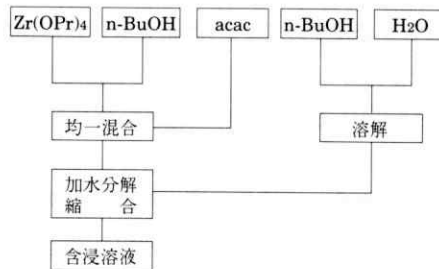 Zr(OPr)4 n-BuOH acac n-BuOH H2O
均一混合 溶解
加水分解
縮 合
含浸溶液